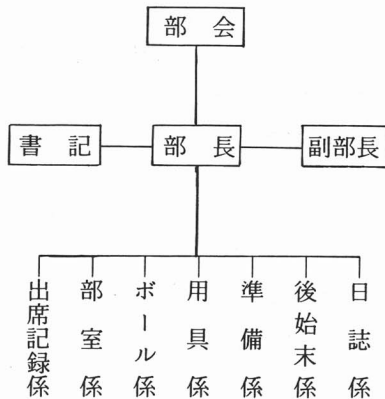 部会
書記
部長
副部長
出席記録係
部室係
ボール係
用具係
準備係
後始末係
日誌係